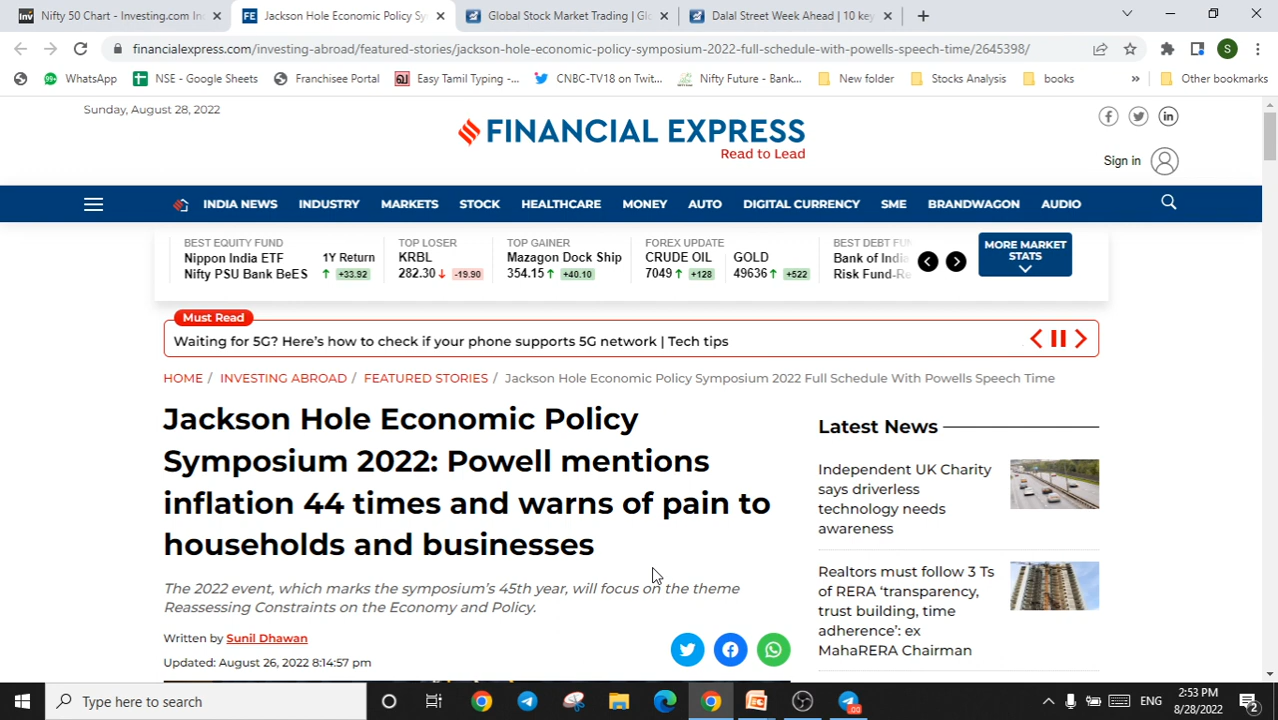 Nifty 50 Chart - Investing.com In
Jackson Hole Economic Policy Sy
Global Stock Market Trading | Gl
Dalal Street Week Ahead | 10 key
financialexpress.com/investing-abroad/featured-stories/jackson-hole-economic-policy-symposium-2022-full-schedule-with-powells-speech-time/2645398/
S
WhatsApp
NSE - Google Sheets
Franchisee Portal
Easy Tamil Typing -...
CNBC-TV18 on Twit...
Nifty Future - Bank...
New folder
Stocks Analysis
books
»
Other bookmarks
Sunday, August 28, 2022
FINANCIAL EXPRESS
Read to Lead
Sign in
INDIA NEWS INDUSTRY MARKETS STOCK HEALTHCARE MONEY AUTO DIGITAL CURRENCY SME BRANDWAGON AUDIO
BEST EQUITY FUND
Nippon India ETF 1Y Return
Nifty PSU Bank BeES ↑ +33.92
TOP LOSER
KRBL
282.30 ↓ -19.90
TOP GAINER
Mazagon Dock Ship
354.15 ↑ +40.10
FOREX UPDATE
CRUDE OIL GOLD
7049 ↑ +128 49636 ↑ +522
BEST DEBT FUN
Bank of India
Risk Fund-Re
MORE MARKET
STATS
Must Read
Waiting for 5G? Here's how to check if your phone supports 5G network | Tech tips
HOME / INVESTING ABROAD / FEATURED STORIES / Jackson Hole Economic Policy Symposium 2022 Full Schedule With Powells Speech Time
Jackson Hole Economic Policy
Symposium 2022: Powell mentions
inflation 44 times and warns of pain to
households and businesses
The 2022 event, which marks the symposium's 45th year, will focus on the theme
Reassessing Constraints on the Economy and Policy.
Written by Sunil Dhawan
Updated: August 26, 2022 8:14:57 pm
Latest News
Independent UK Charity
says driverless
technology needs
awareness
Realtors must follow 3 Ts
of RERA 'transparency,
trust building, time
adherence': ex
MahaRERA Chairman
Type here to search
ENG
2:53 PM
8/28/2022
2